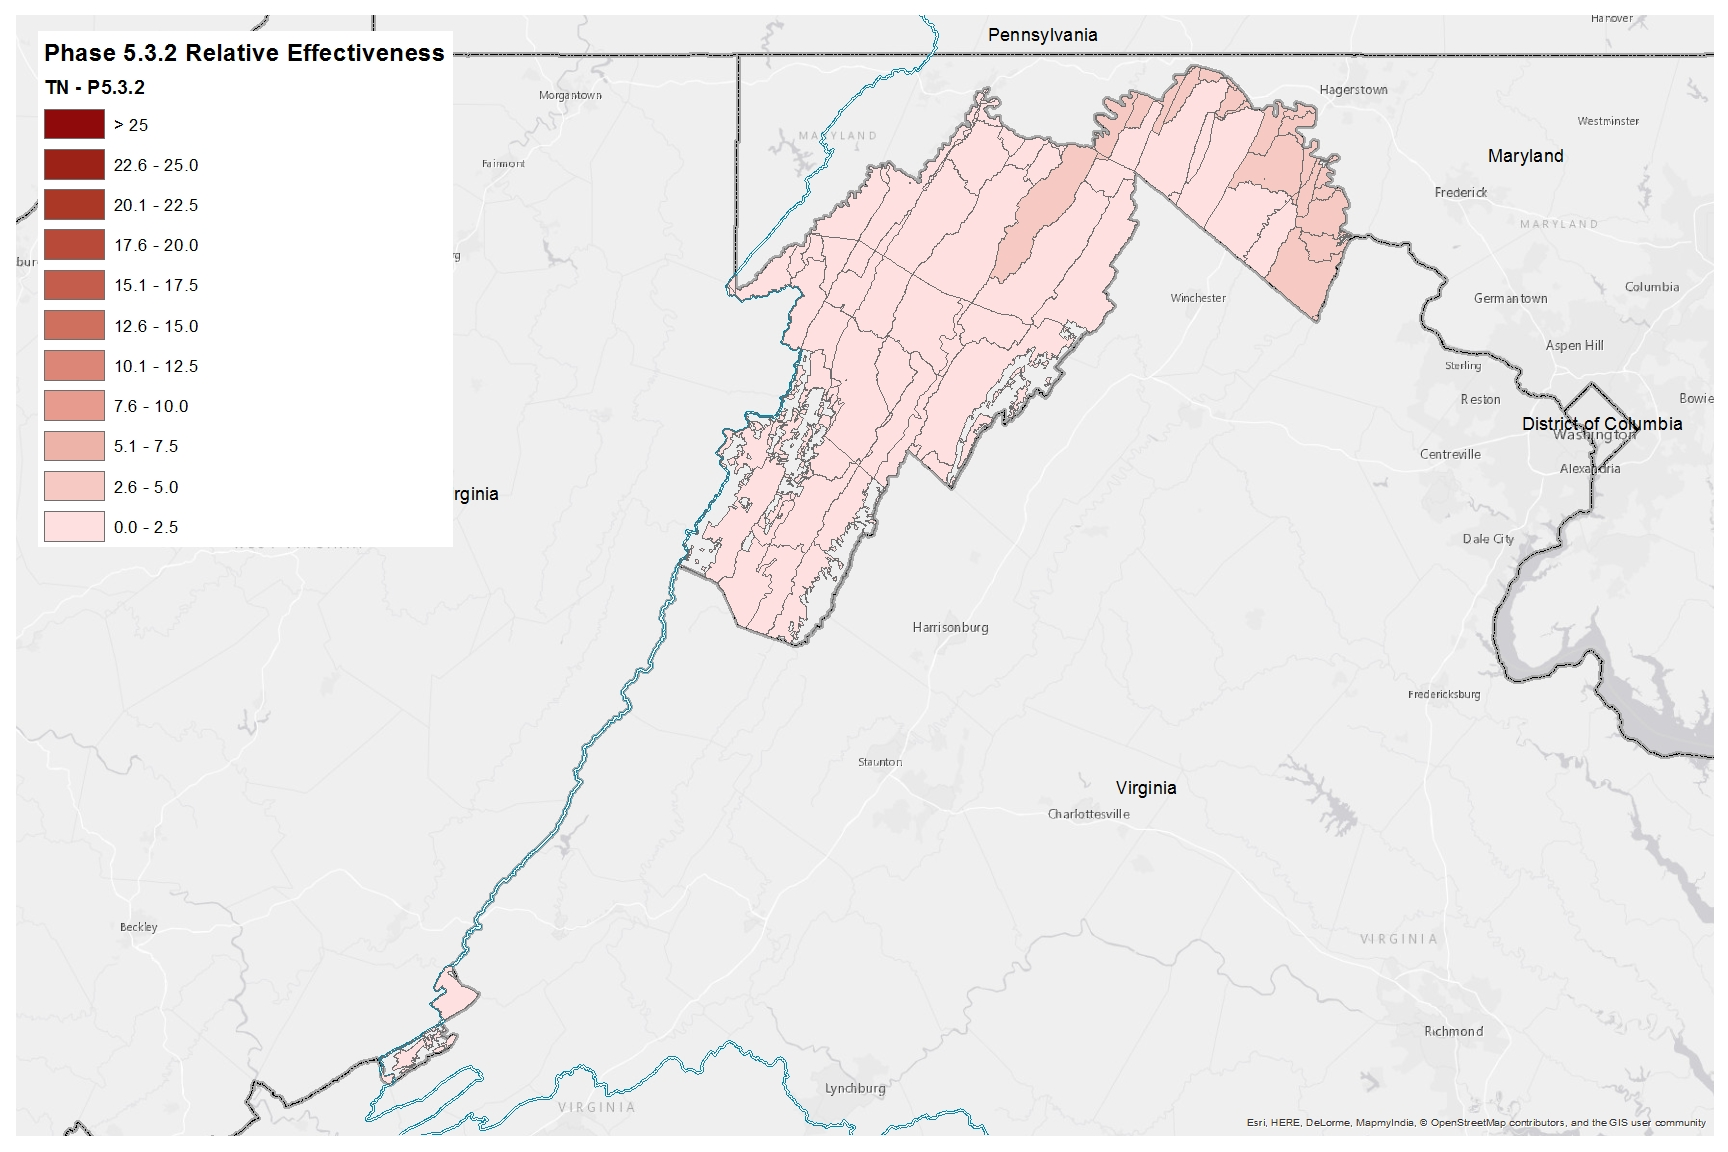 Hanover
Pennsylvania
Phase 5.3.2 Relative Effectiveness
TN - P5.3.2
> 25
22.6 - 25.0
20.1 - 22.5
17.6 - 20.0
15.1 - 17.5
12.6 - 15.0
10.1 - 12.5
7.6 - 10.0
5.1 - 7.5
2.6 - 5.0
0.0 - 2.5
Morgantown
Hagerstown
MARYLAND
Westminster
Fairmont
Maryland
Frederick
MARYLAND
Columbia
Winchester
Germantown
Aspen Hill
Sterling
Reston
Bowie
District of Columbia
Washington
Centreville
Alexandria
rginia
Dale City
Harrisonburg
Fredericksburg
Staunton
Virginia
Charlottesville
Beckley
VIRGINIA
Richmond
Lynchburg
VIRGINIA
Esri, HERE, DeLorme, MapmyIndia, © OpenStreetMap contributors, and the GIS user community